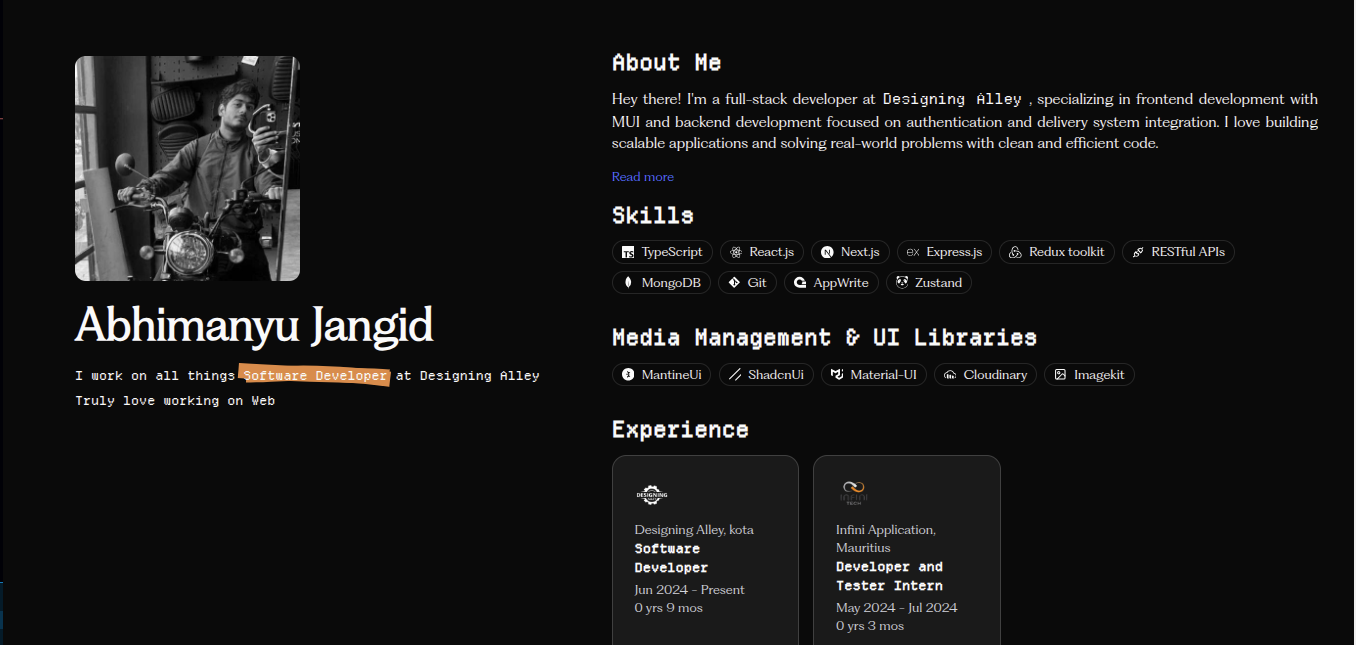 Abhimanyu Jangid
I work on all things Software Developer at Designing Alley
Truly love working on Web
About Me
Hey there! I'm a full-stack developer at Designing Alley , specializing in frontend development with
MUI and backend development focused on authentication and delivery system integration. I love building
scalable applications and solving real-world problems with clean and efficient code.
Read more
Skills
TS TypeScript React.js N Next.js ex Express.js Redux toolkit RESTful APIs
MongoDB Git AppWrite Zustand
Media Management & UI Libraries
MantineUi ShadcnUi Material-UI Cloudinary Imagekit
Experience
DESIGNING
Designing Alley, kota
Software
Developer
Jun 2024 - Present
0 yrs 9 mos
INFINI
TECH
Infini Application,
Mauritius
Developer and
Tester Intern
May 2024 - Jul 2024
0 yrs 3 mos